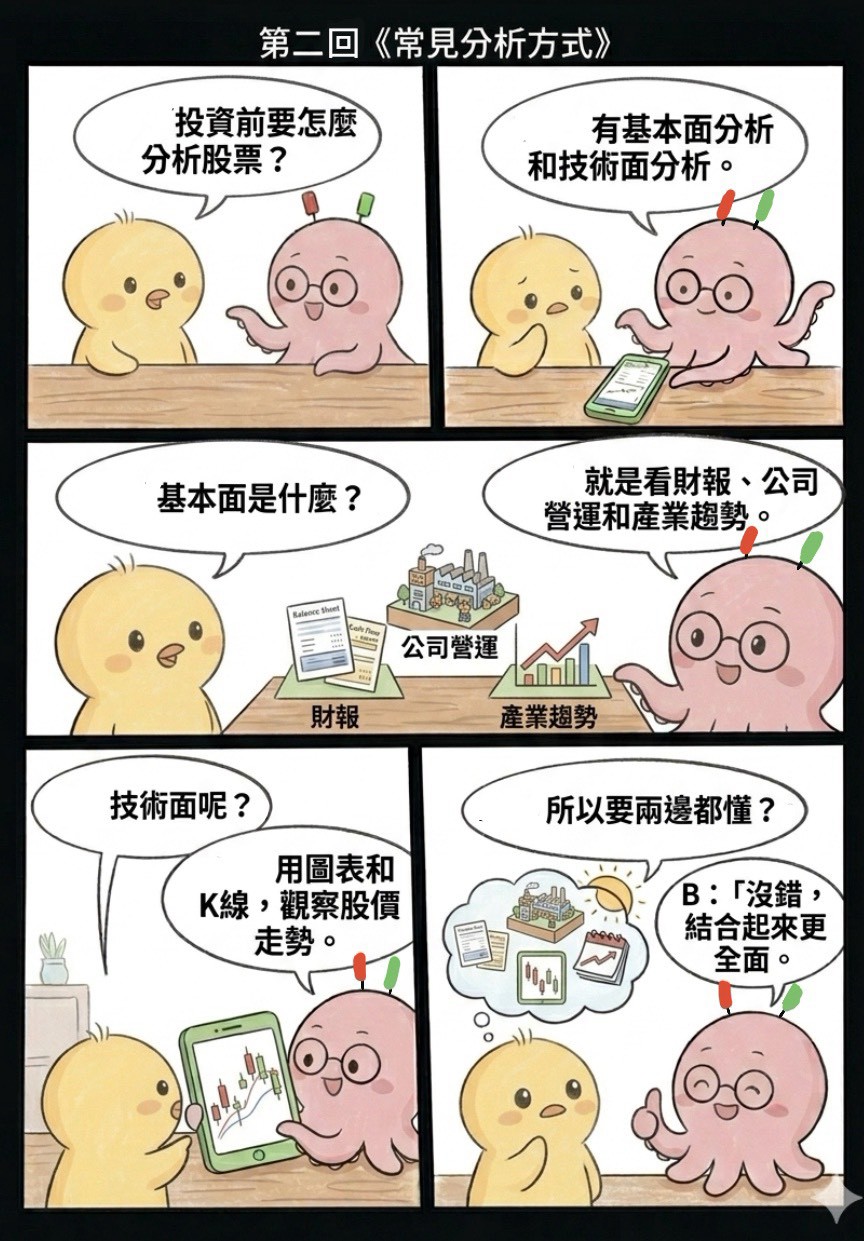 第二回《常見分析方式》
投資前要怎麼
分析股票？
有基本面分析
和技術面分析。
基本面是什麼？
就是看財報、公司
營運和產業趨勢。
Balance Sheet
Cash Flow
公司營運
財報
產業趨勢
技術面呢？
用圖表和
K線，觀察股價
走勢。
所以要兩邊都懂？
B：「沒錯，
結合起來更
全面。